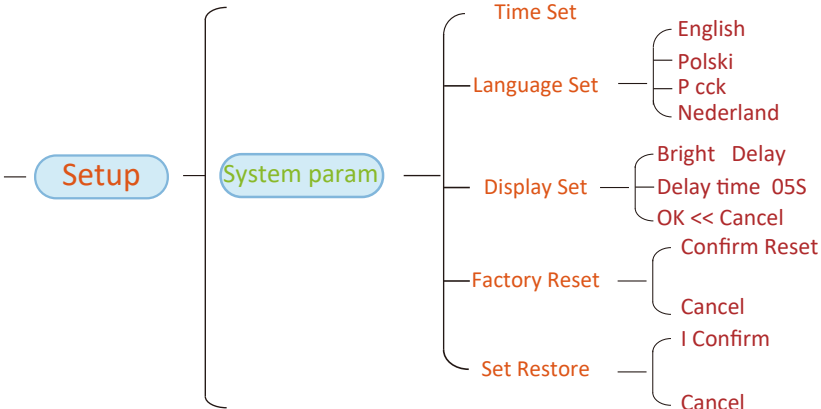 Setup
System param
Time Set
Language Set
English
Polski
P cck
Nederland
Display Set
Bright Delay
Delay time 05S
OK << Cancel
Factory Reset
Confirm Reset
Cancel
Set Restore
I Confirm
Cancel